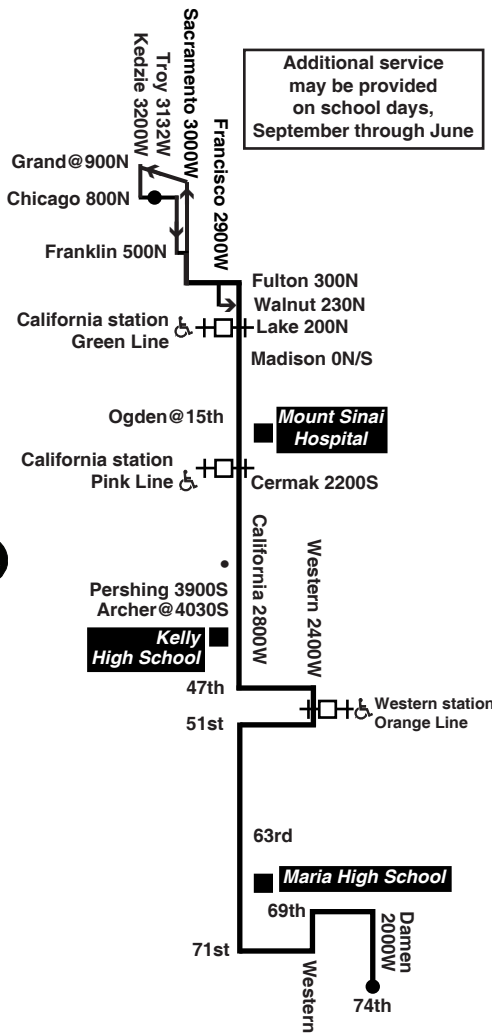 Sacramento 3000W
Troy 3132W
Kedzie 3200W
Francisco 2900W
Additional service
may be provided
on school days,
September through June
Grand@900N
Chicago 800N
Franklin 500N
Fulton 300N
Walnut 230N
California station
Green Line
Lake 200N
Madison 0N/S
Ogden@15th
Mount Sinai
Hospital
California station
Pink Line
Cermak 2200S
California 2800W
Western 2400W
Pershing 3900S
Archer@4030S
Kelly
High School
47th
Western station
Orange Line
51st
63rd
Maria High School
69th
Damen
2000W
71st
Western
74th